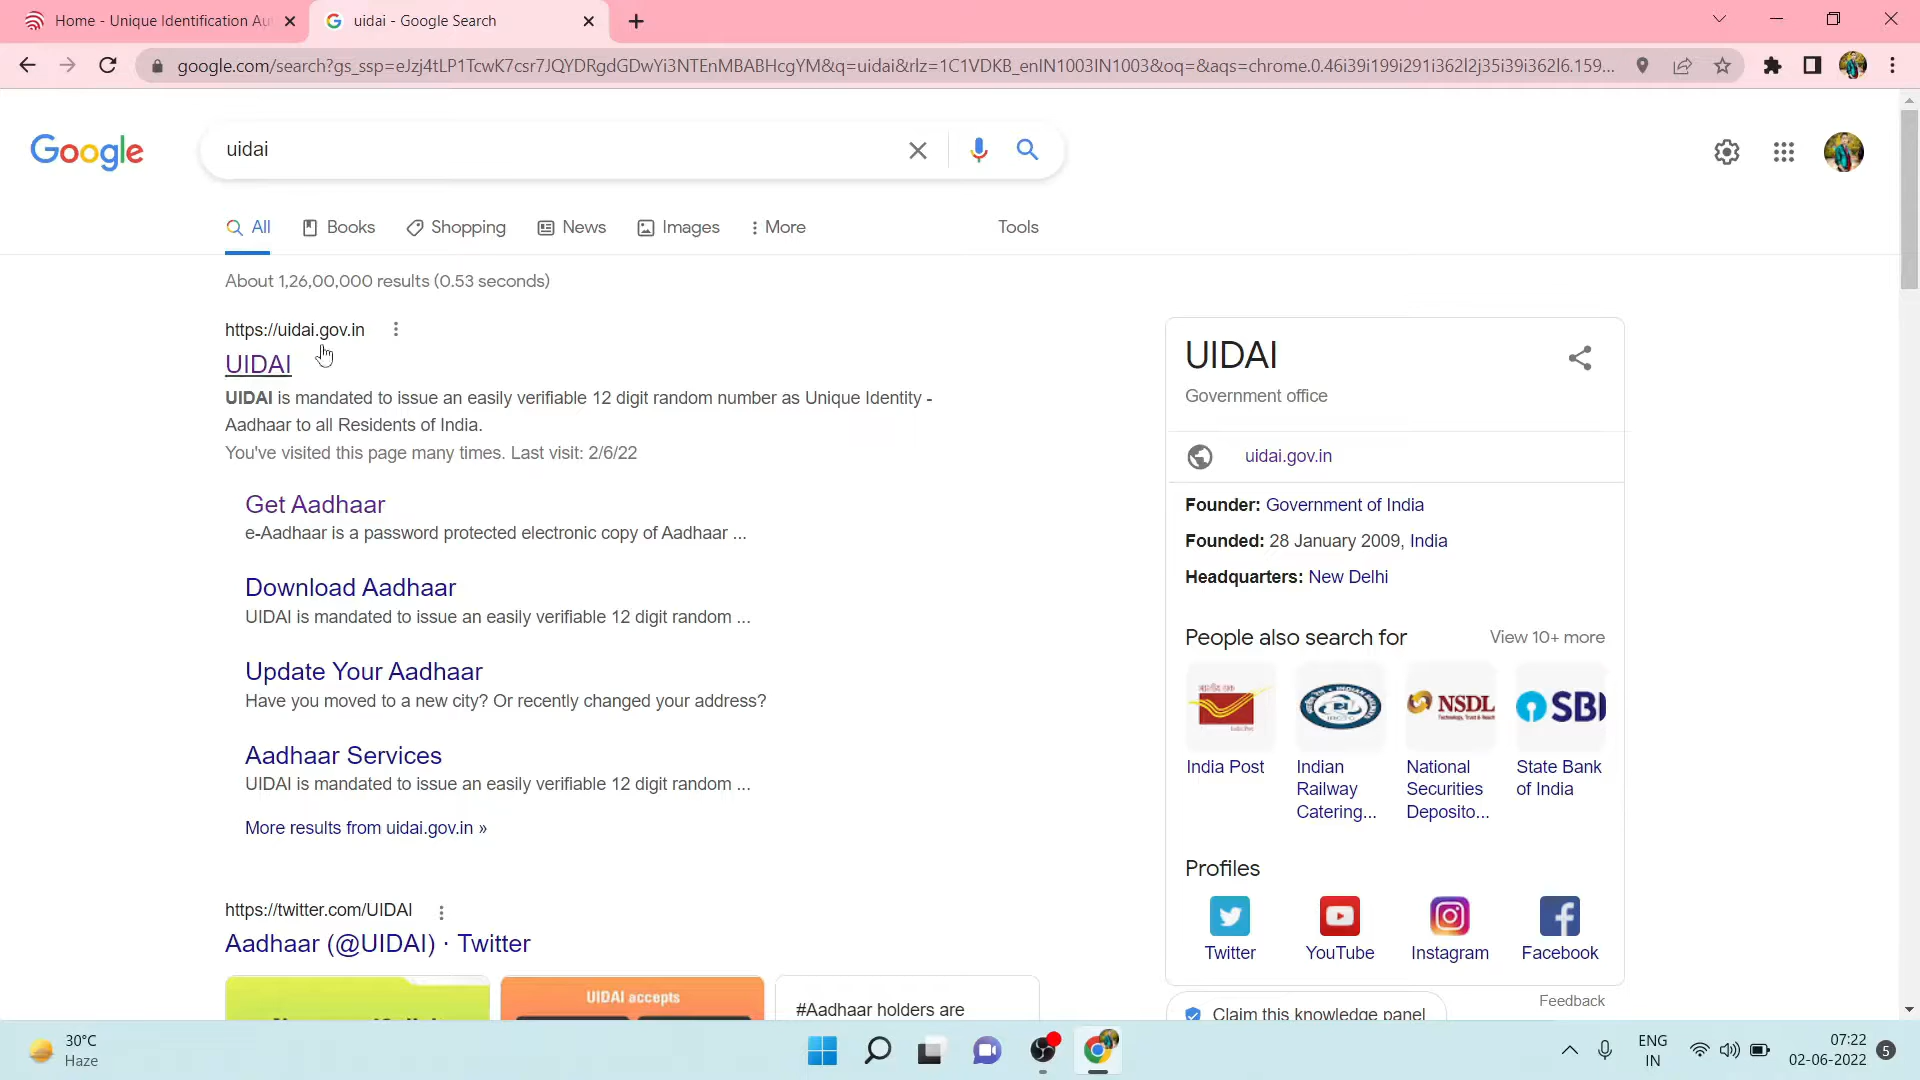 Home - Unique Identification Au
uidai - Google Search
google.com/search?gs_ssp=eJzj4tLP1TcwK7csr7JQYDRgdGDwYi3NTEnMBABHcgYM&q=uidai&rlz=1C1VDKB_enIN1003IN1003&oq=&aqs=chrome.0.46i39i199i291i362l2j35i39i362l6.159...
Google
uidai
All
Books
Shopping
News
Images
More
Tools
About 1,26,00,000 results (0.53 seconds)
https://uidai.gov.in
UIDAI
UIDAI is mandated to issue an easily verifiable 12 digit random number as Unique Identity -
Aadhaar to all Residents of India.
You've visited this page many times. Last visit: 2/6/22
Get Aadhaar
e-Aadhaar is a password protected electronic copy of Aadhaar ...
Download Aadhaar
UIDAI is mandated to issue an easily verifiable 12 digit random ...
Update Your Aadhaar
Have you moved to a new city? Or recently changed your address?
Aadhaar Services
UIDAI is mandated to issue an easily verifiable 12 digit random ...
More results from uidai.gov.in »
https://twitter.com/UIDAI
Aadhaar (@UIDAI) · Twitter
UIDAI accepts
#Aadhaar holders are
UIDAI
Government office
uidai.gov.in
Founder: Government of India
Founded: 28 January 2009, India
Headquarters: New Delhi
People also search for
View 10+ more
NSDL
SBI
India Post
Indian
Railway
Catering...
National
Securities
Deposito...
State Bank
of India
Profiles
Twitter
YouTube
Instagram
Facebook
Feedback
Claim this knowledge panel
30°C
Haze
ENG
IN
07:22
02-06-2022
5